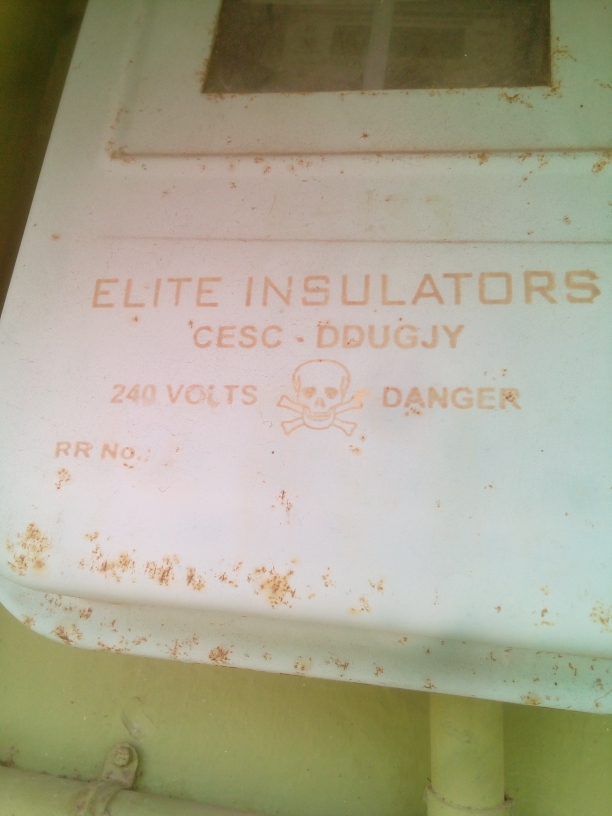 ELITE INSULATORS
CESC - DDUGJY
240 VOLTS DANGER
RR No.: